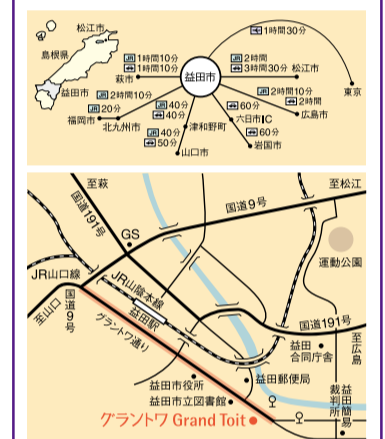 松江市
島根県
益田市
1時間30分
東京
JR 1時間10分
1時間10分
萩市
益田市
JR 2時間
3時間30分
松江市
JR 2時間10分
JR 20分
福岡市
北九州市
JR 40分
40分
津和野町
JR 40分
50分
山口市
60分
六日市IC
60分
岩国市
JR 2時間10分
2時間
広島市
至萩
国道191号
GS
国道9号
至松江
運動公園
JR山口線
JR山陰本線
益田駅
国道9号
至山口
グラントワ通り
国道191号
至広島
益田
合同庁舎
益田市役所
益田郵便局
益田市立図書館
益田簡易
裁判所
グラントワ Grand Toit